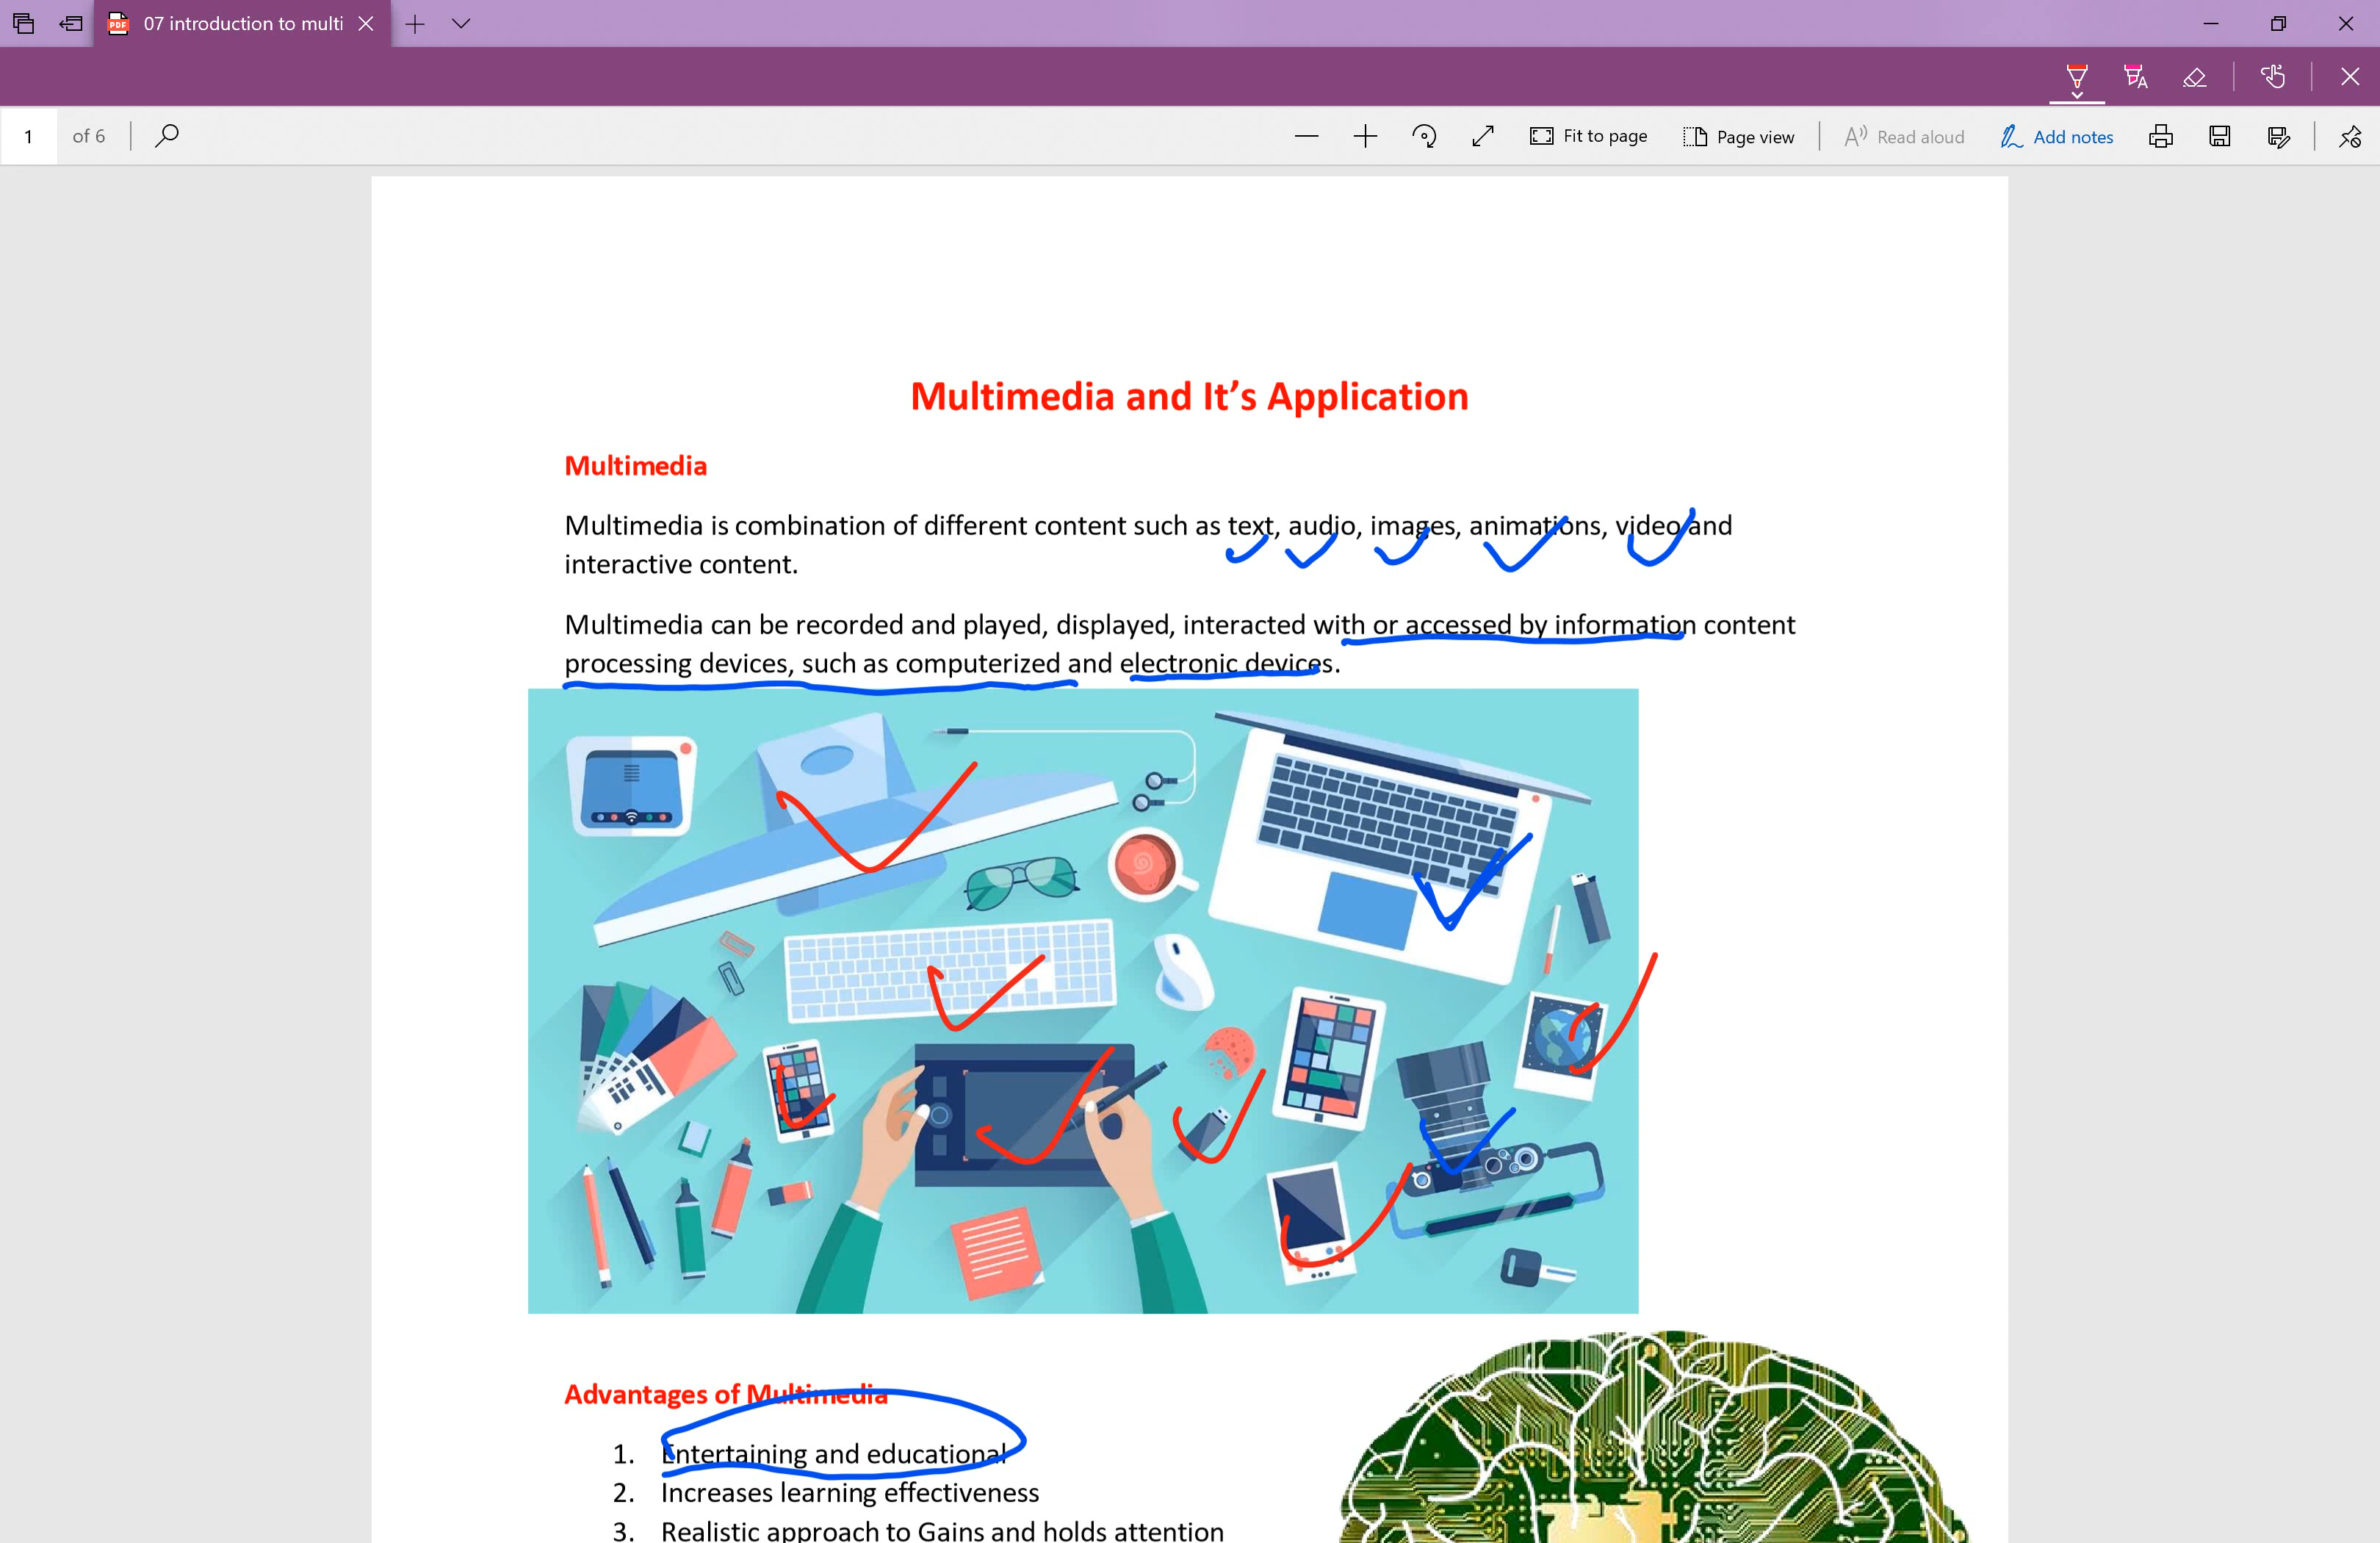 07 introduction to multi
1 of 6
Fit to page
Page view
Read aloud
Add notes
Multimedia and It’s Application
Multimedia
Multimedia is combination of different content such as text, audio, images, animations, video and
interactive content.
Multimedia can be recorded and played, displayed, interacted with or accessed by information content
processing devices, such as computerized and electronic devices.
Advantages of Multimedia
1. Entertaining and educational
2. Increases learning effectiveness
3. Realistic approach to Gains and holds attention